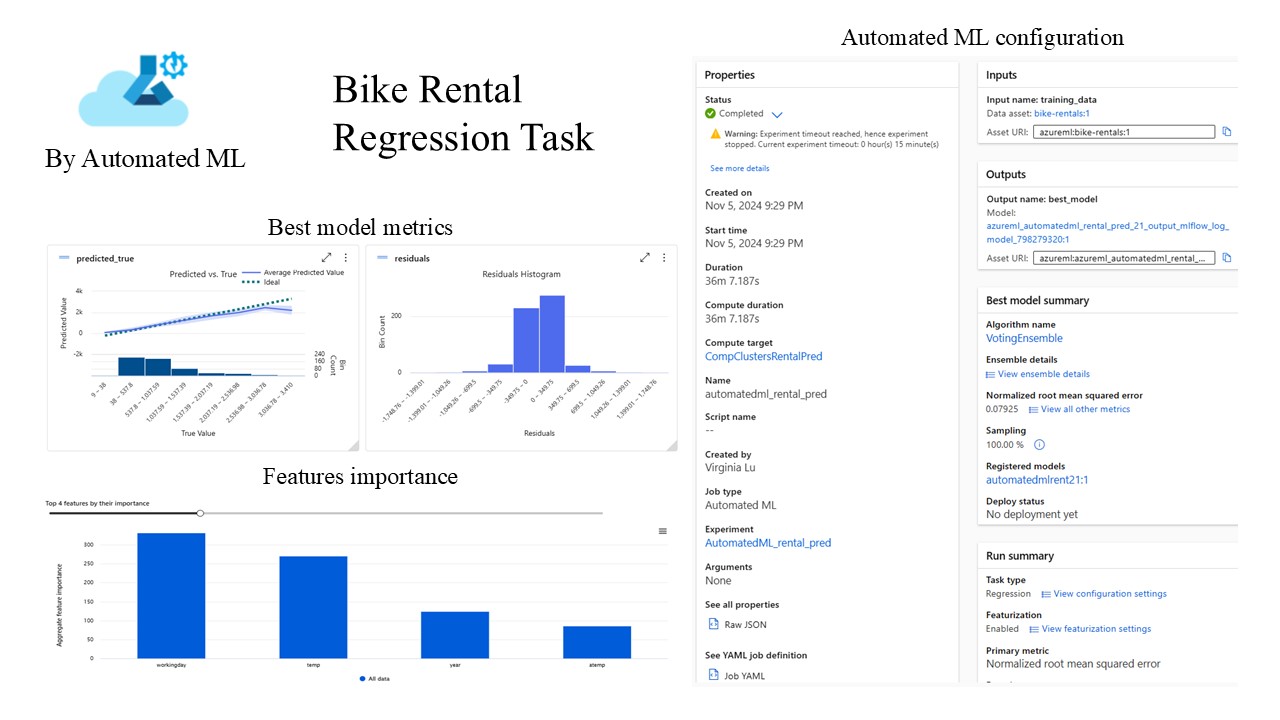 By Automated ML
Bike Rental
Regression Task
Best model metrics
predicted_true
Predicted vs. True
Average Predicted Value
Ideal
Predicted Value
4k
2k
0
-2k
240
160
80
0
Bin Count
9 – 38
38 – 537.8
537.8 – 1,037.59
1,037.59 – 1,537.39
1,537.39 – 2,037.19
2,037.19 – 2,536.98
2,536.98 – 3,036.78
3,036.78 – 3,410
True Value
residuals
Residuals Histogram
Bin Count
200
0
-1,748.76 – -1,399.01
-1,399.01 – -1,049.26
-1,049.26 – -699.5
-699.5 – -349.75
-349.75 – 0
0 – 349.75
349.75 – 699.5
699.5 – 1,049.26
1,049.26 – 1,399.01
1,399.01 – 1,748.76
Residuals
Features importance
Top 4 features by their importance
Aggregate feature importance
300
250
200
150
100
50
0
workingday
temp
year
atemp
All data
Automated ML configuration
Properties
Status
Completed
Warning: Experiment timeout reached, hence experiment
stopped. Current experiment timeout: 0 hour(s) 15 minute(s)
See more details
Created on
Nov 5, 2024 9:29 PM
Start time
Nov 5, 2024 9:29 PM
Duration
36m 7.187s
Compute duration
36m 7.187s
Compute target
CompClustersRentalPred
Name
automatedml_rental_pred
Script name
--
Created by
Virginia Lu
Job type
Automated ML
Experiment
AutomatedML_rental_pred
Arguments
None
See all properties
Raw JSON
See YAML job definition
Job YAML
Inputs
Input name: training_data
Data asset: bike-rentals:1
Asset URI: azureml:bike-rentals:1
Outputs
Output name: best_model
Model:
azureml_automatedml_rental_pred_21_output_mlflow_log_
model_798279320:1
Asset URI: azureml:azureml_automatedml_rental_...
Best model summary
Algorithm name
VotingEnsemble
Ensemble details
View ensemble details
Normalized root mean squared error
0.07925 View all other metrics
Sampling
100.00 %
Registered models
automatedmlrent21:1
Deploy status
No deployment yet
Run summary
Task type
Regression View configuration settings
Featurization
Enabled View featurization settings
Primary metric
Normalized root mean squared error